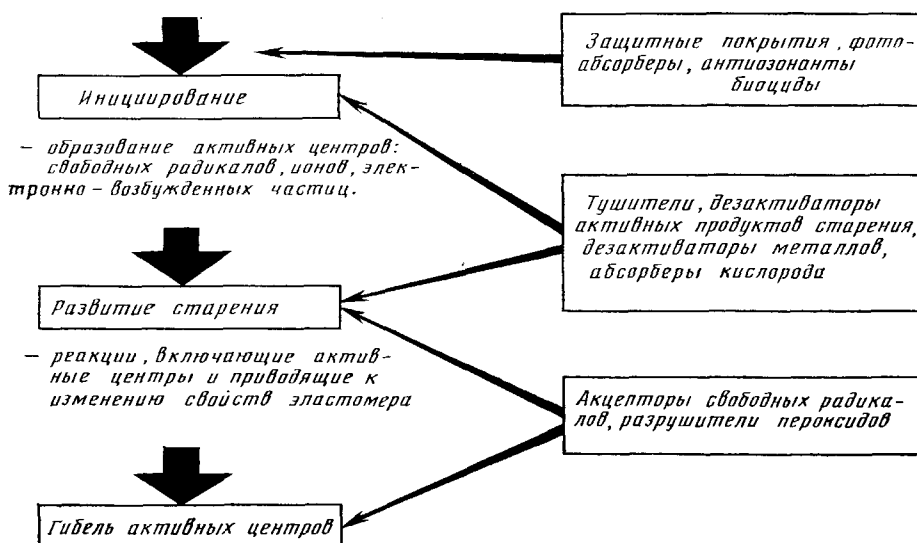 Защитные покрытия, фото-
абсорберы, антиозонанты
биоциды
Инициирование
— образование активных центров:
свободных радикалов, ионов, элек-
тронно-возбужденных частиц.
Тушители, дезактиваторы
активных продуктов старения,
дезактиваторы металлов,
абсорберы кислорода
Развитие старения
— реакции, включающие актив-
ные центры и приводящие к
изменению свойств эластомера
Акцепторы свободных радика-
лов, разрушители пероксидов
Гибель активных центров